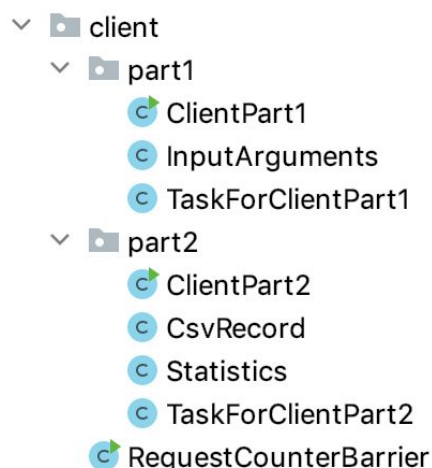 client
part1
C ClientPart1
C InputArguments
C TaskForClientPart1
part2
C ClientPart2
C CsvRecord
C Statistics
C TaskForClientPart2
C RequestCounterBarrier